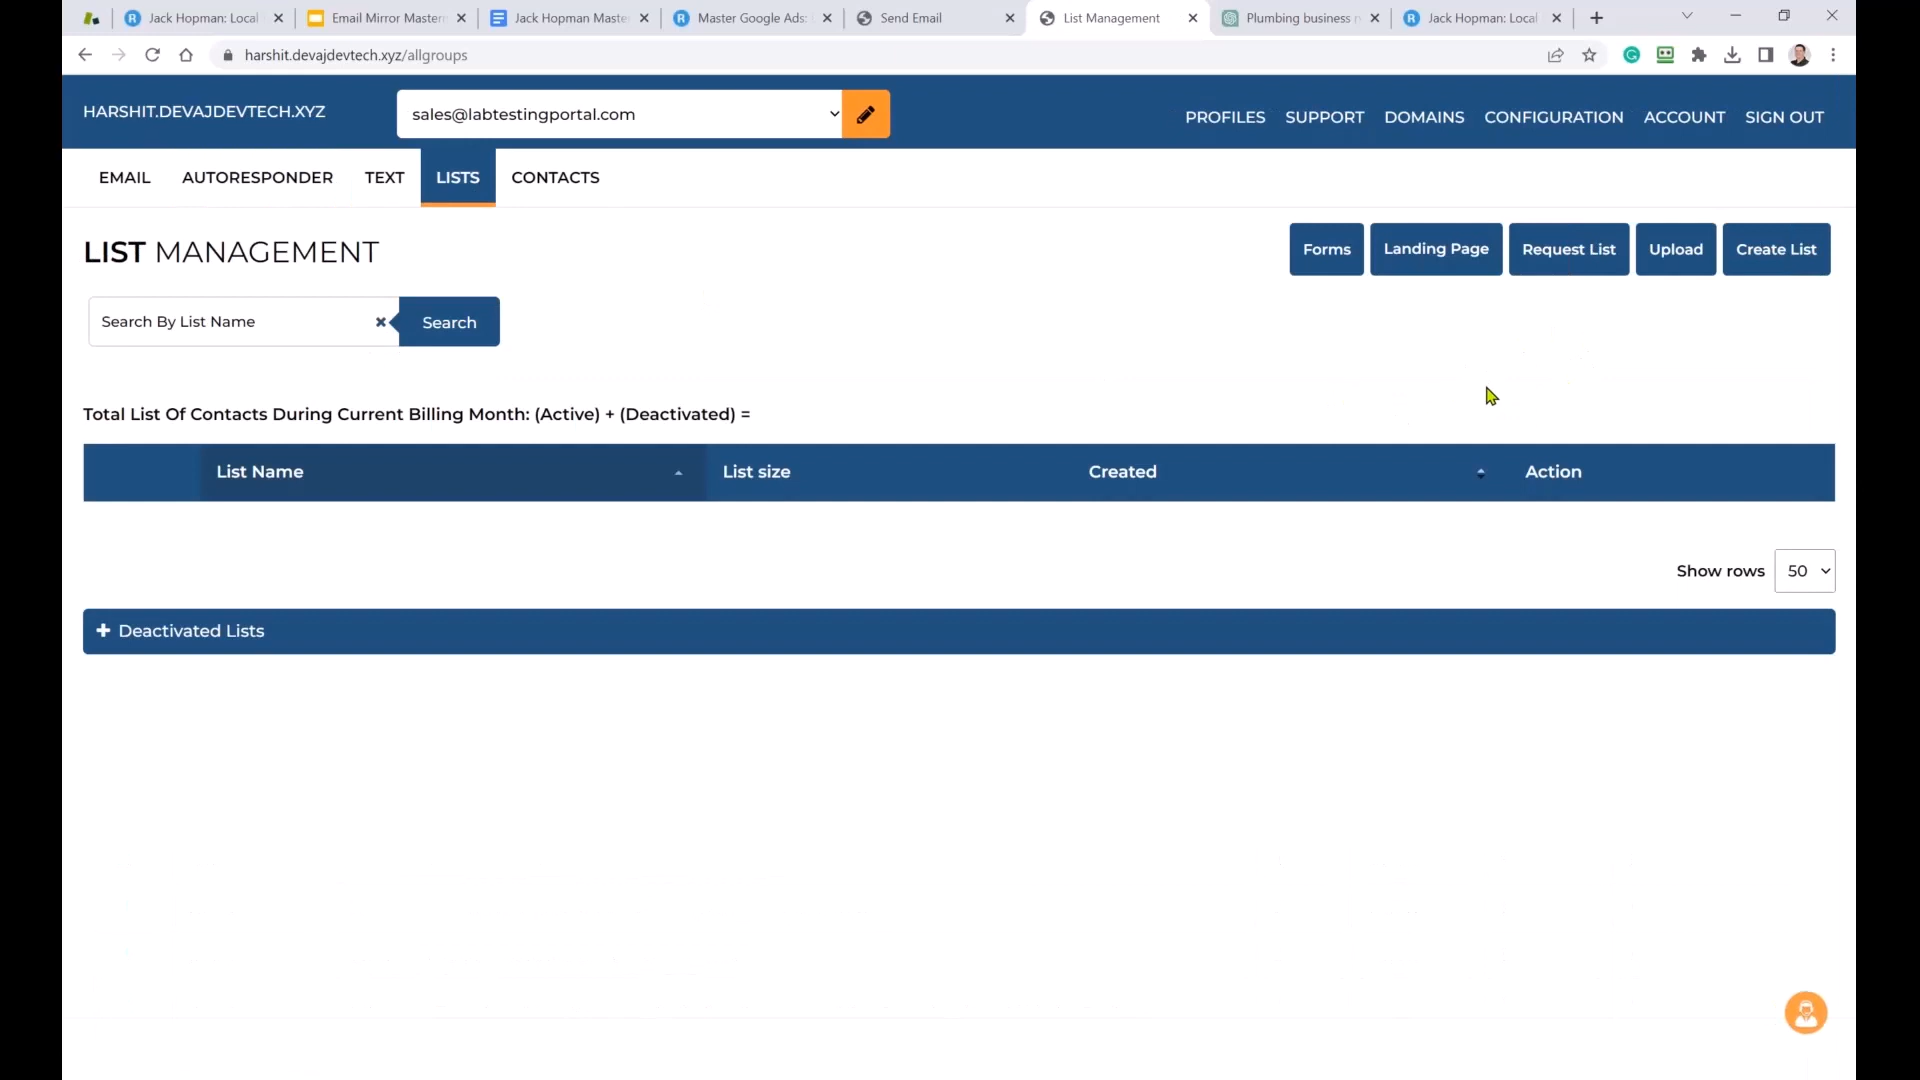 Jack Hopman: Local
Email Mirror Master
Jack Hopman Maste
Master Google Ads:
Send Email
List Management
Plumbing business
Jack Hopman: Local
harshit.devajdevtech.xyz/allgroups
HARSHIT.DEVAJDEVTECH.XYZ
sales@labtestingportal.com
PROFILES SUPPORT DOMAINS CONFIGURATION ACCOUNT SIGN OUT
EMAIL AUTORESPONDER TEXT LISTS CONTACTS
LIST MANAGEMENT
Forms Landing Page Request List Upload Create List
Search By List Name Search
Total List Of Contacts During Current Billing Month: (Active) + (Deactivated) =
List Name List size Created Action
Show rows 50
Deactivated Lists